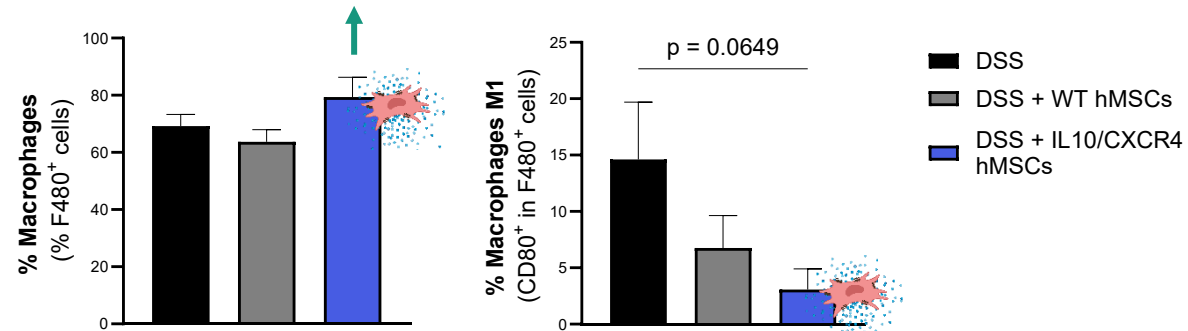 % Macrophages
(% F480⁺ cells)
100
80
60
40
20
0
% Macrophages M1
(CD80⁺ in F480⁺ cells)
25
20
15
10
5
0
p = 0.0649
DSS
DSS + WT hMSCs
DSS + IL10/CXCR4
hMSCs